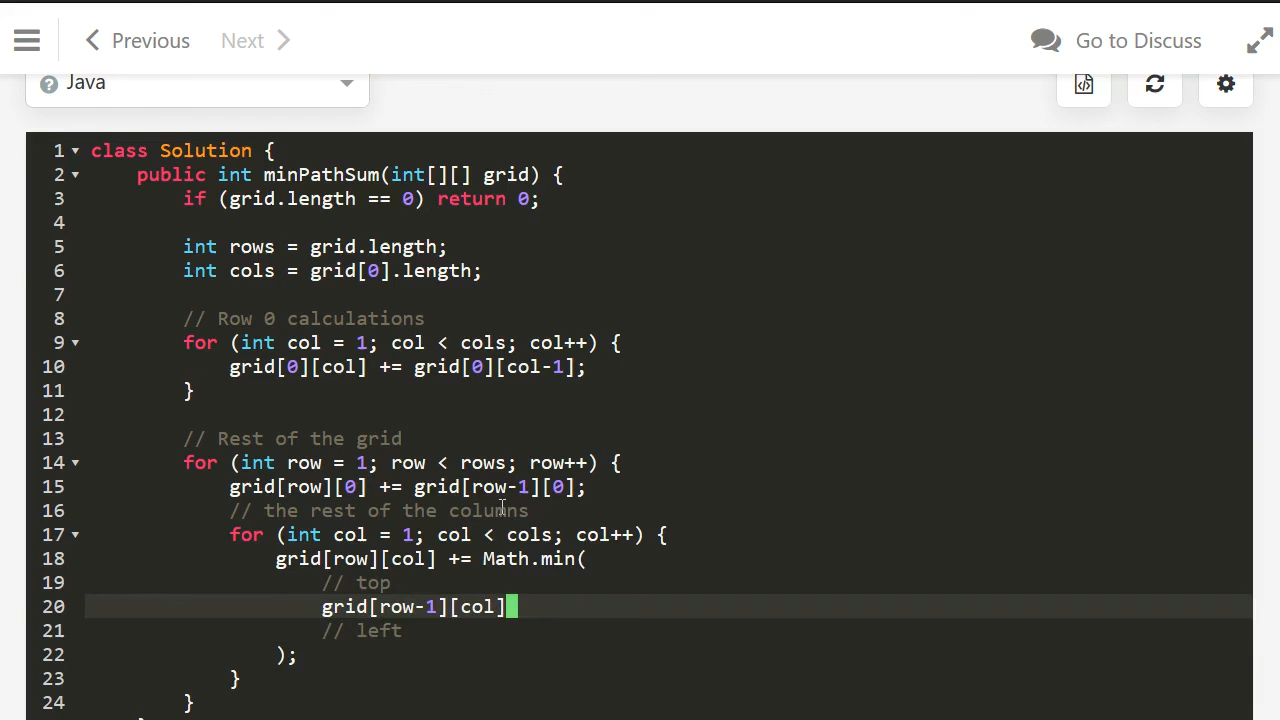 Previous Next Go to Discuss
Java
1 class Solution {
2     public int minPathSum(int[][] grid) {
3         if (grid.length == 0) return 0;
4
5         int rows = grid.length;
6         int cols = grid[0].length;
7
8         // Row 0 calculations
9         for (int col = 1; col < cols; col++) {
10             grid[0][col] += grid[0][col-1];
11         }
12
13         // Rest of the grid
14         for (int row = 1; row < rows; row++) {
15             grid[row][0] += grid[row-1][0];
16             // the rest of the columns
17             for (int col = 1; col < cols; col++) {
18                 grid[row][col] += Math.min(
19                     // top
20                     grid[row-1][col]
21                     // left
22                 );
23             }
24         }